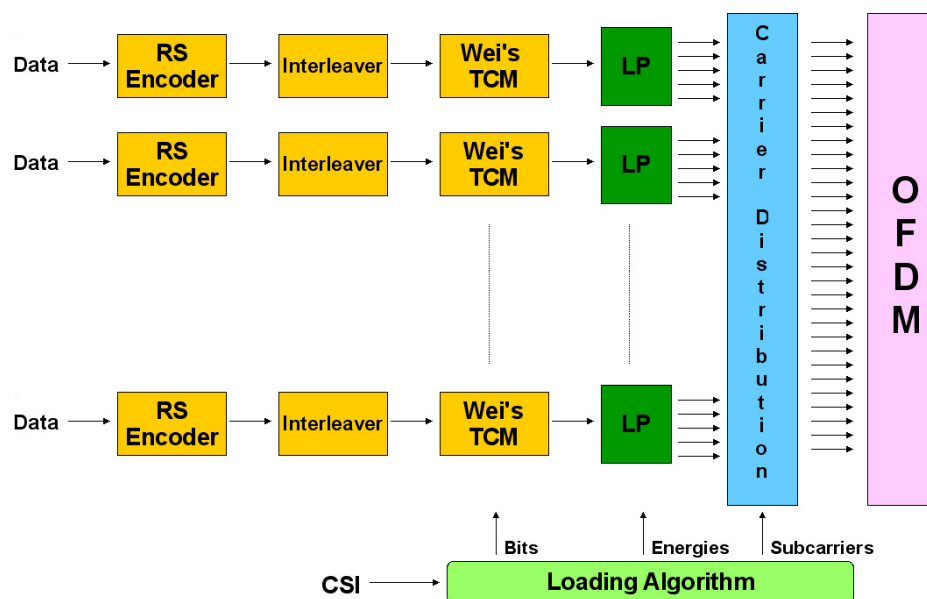 Data
RS
Encoder
Interleaver
Wei's
TCM
LP
Data
RS
Encoder
Interleaver
Wei's
TCM
LP
Data
RS
Encoder
Interleaver
Wei's
TCM
LP
Carrier Distribution
OFDM
Bits
Energies
Subcarriers
CSI
Loading Algorithm